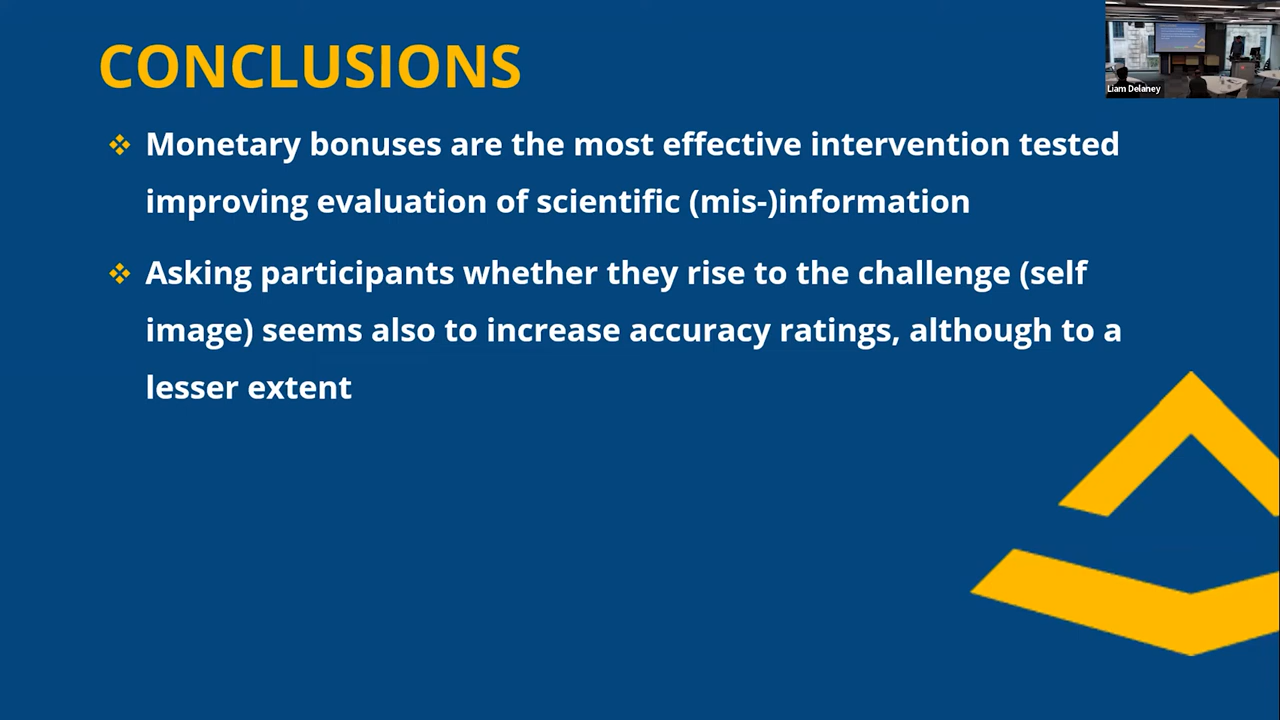 CONCLUSIONS
Liam Delaney
❖ Monetary bonuses are the most effective intervention tested
improving evaluation of scientific (mis-)information
❖ Asking participants whether they rise to the challenge (self
image) seems also to increase accuracy ratings, although to a
lesser extent